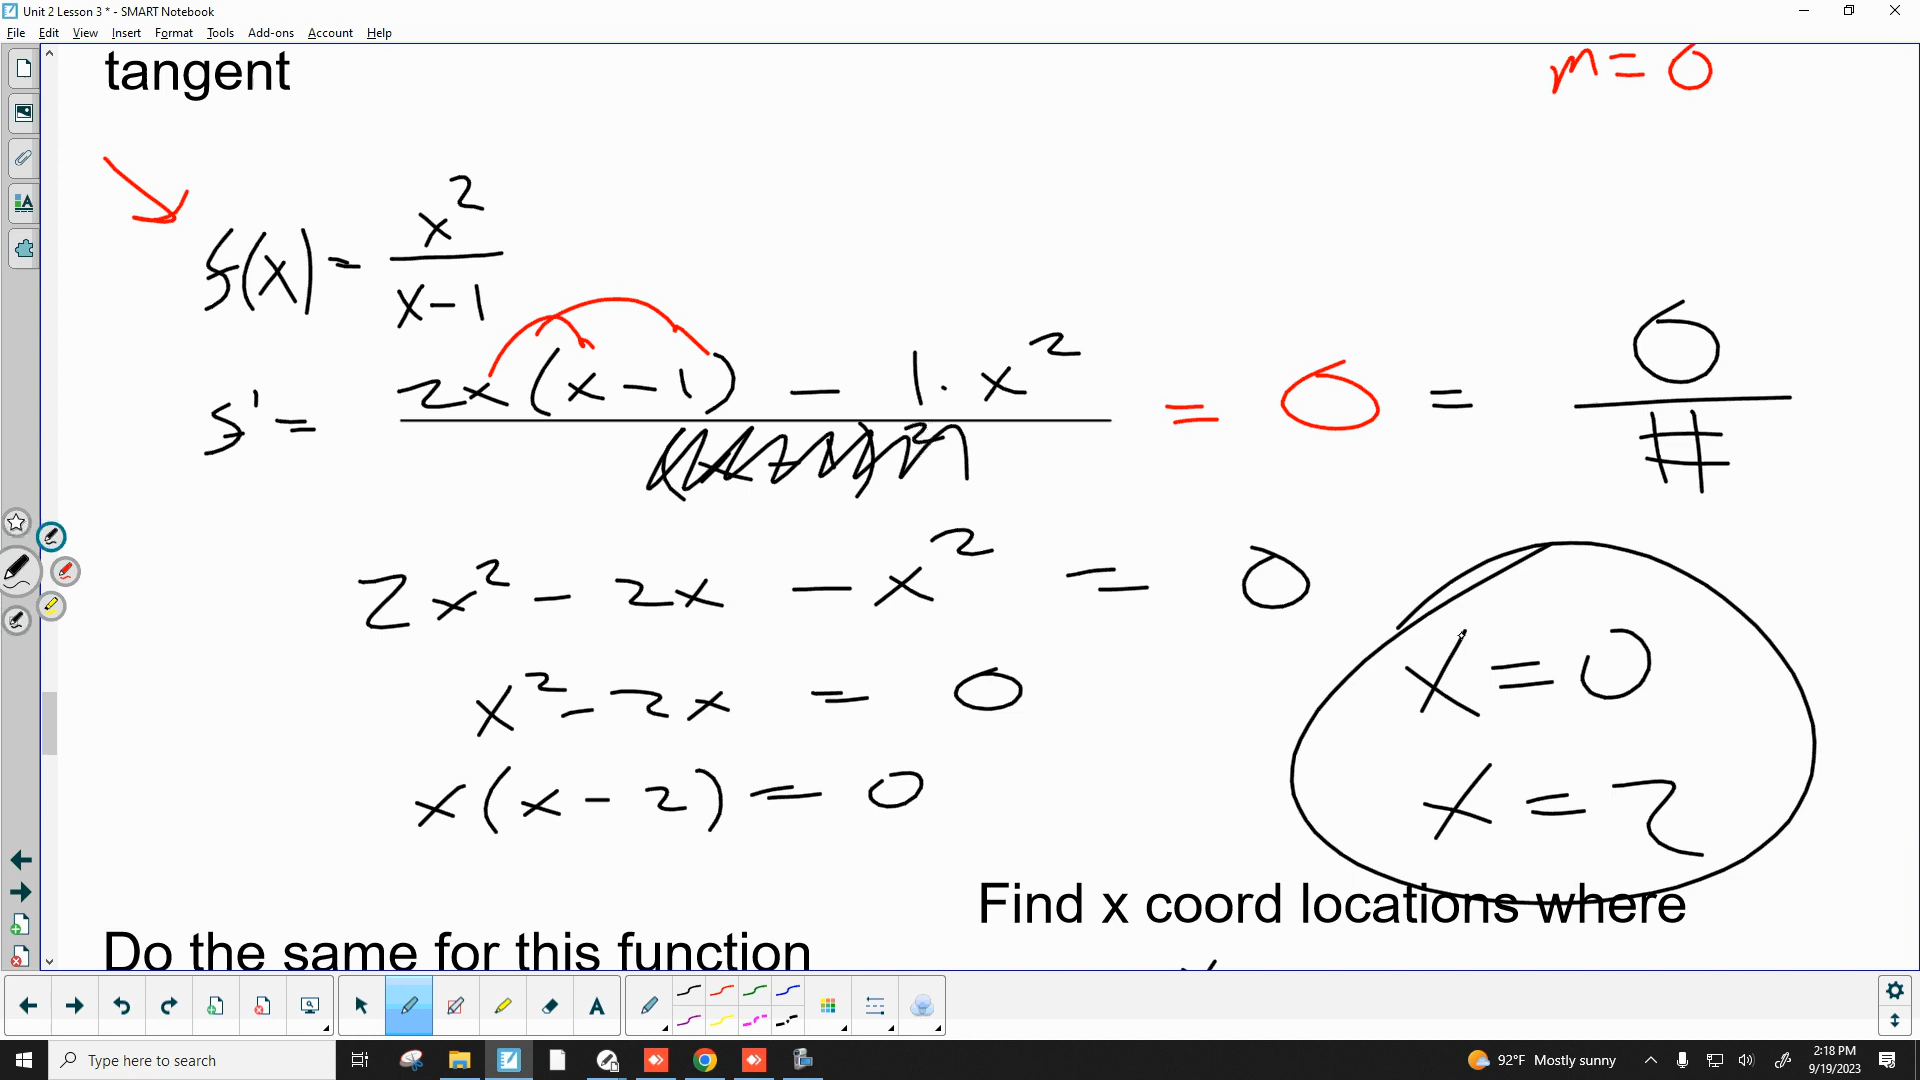 Unit 2 Lesson 3 * - SMART Notebook
File Edit View Insert Format Tools Add-ons Account Help
tangent
m = 0
f(x) = x² / x-1
f' = 2x(x-1) - 1·x² / = 0 = 0 / #
2x² - 2x - x² = 0
x² - 2x = 0
x(x-2) = 0
x = 0
x = 2
Find x coord locations where
Do the same for this function
A
Type here to search
92°F Mostly sunny
2:18 PM
9/19/2023